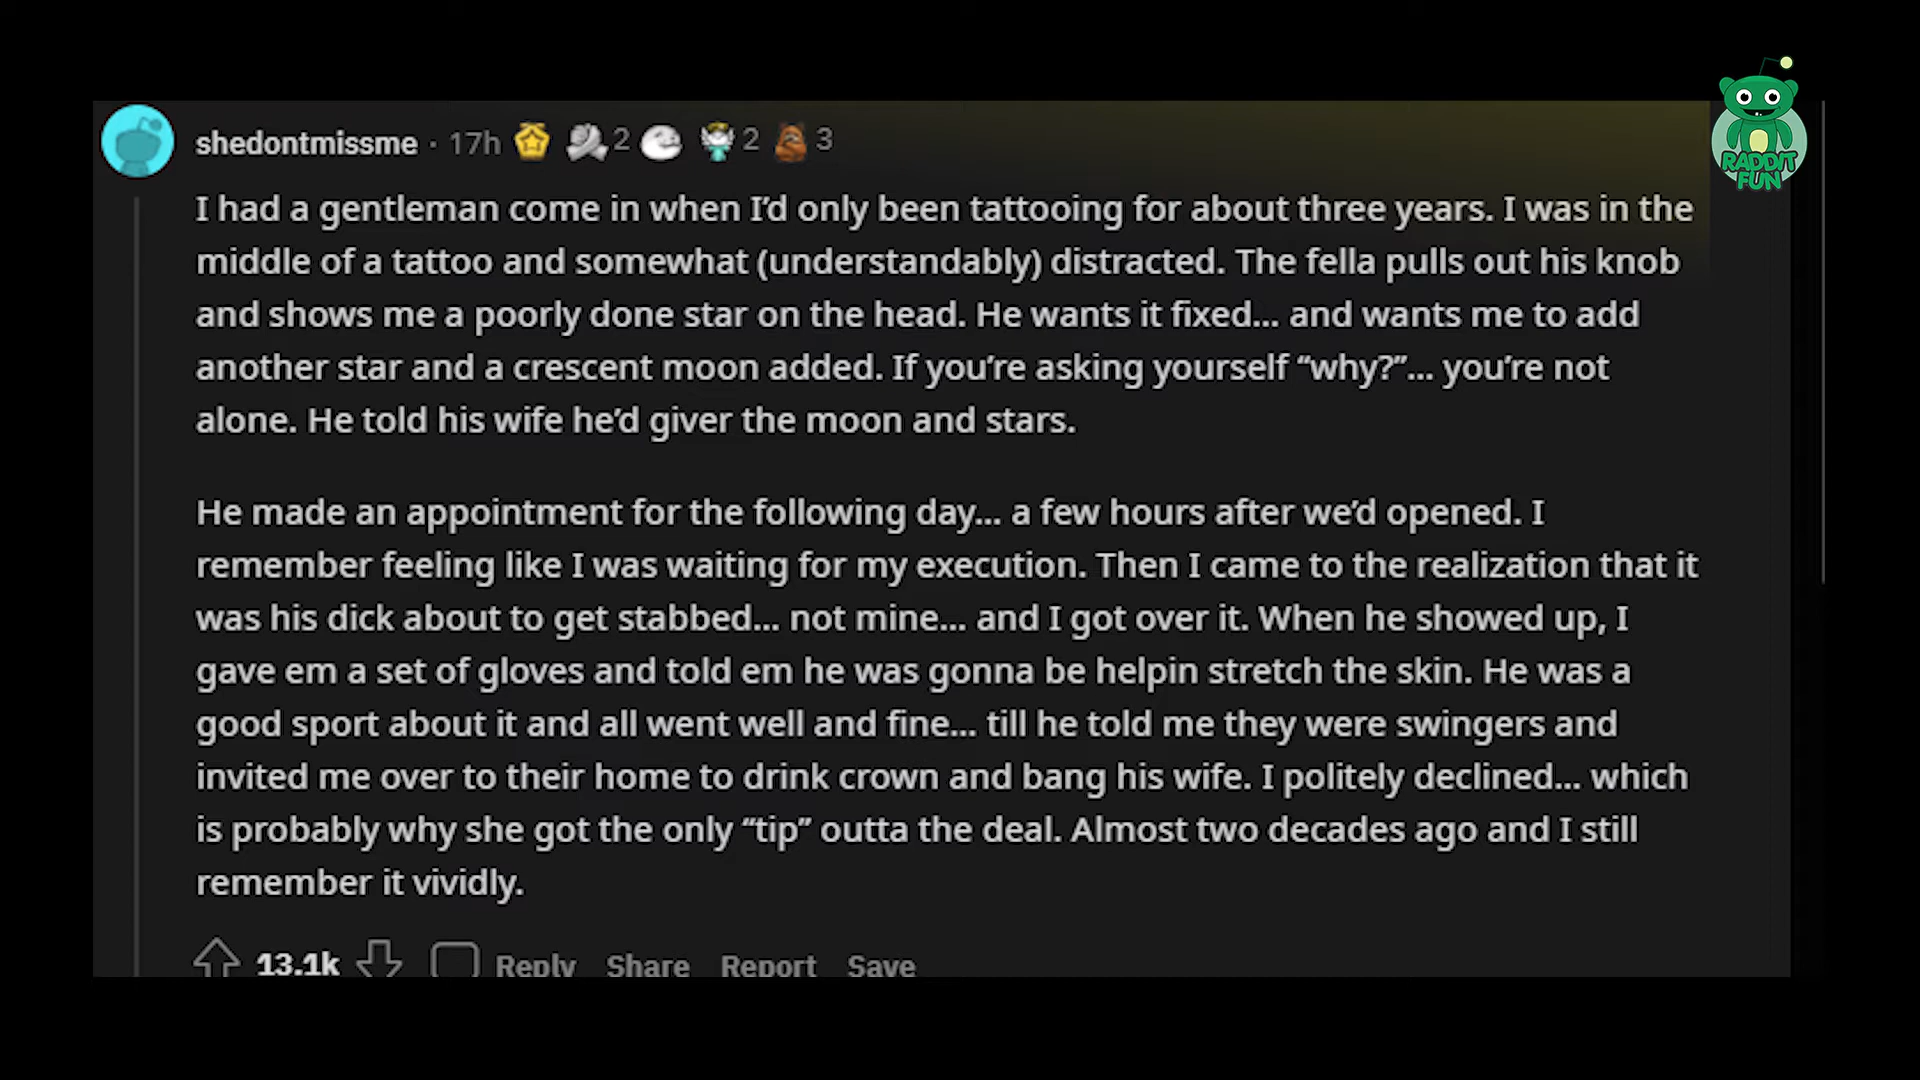 shedontmissme · 17h 2 2 3
RADDIT
FUN
I had a gentleman come in when I’d only been tattooing for about three years. I was in the
middle of a tattoo and somewhat (understandably) distracted. The fella pulls out his knob
and shows me a poorly done star on the head. He wants it fixed... and wants me to add
another star and a crescent moon added. If you’re asking yourself “why?”... you’re not
alone. He told his wife he’d giver the moon and stars.
He made an appointment for the following day... a few hours after we’d opened. I
remember feeling like I was waiting for my execution. Then I came to the realization that it
was his dick about to get stabbed... not mine... and I got over it. When he showed up, I
gave em a set of gloves and told em he was gonna be helpin stretch the skin. He was a
good sport about it and all went well and fine... till he told me they were swingers and
invited me over to their home to drink crown and bang his wife. I politely declined... which
is probably why she got the only “tip” outta the deal. Almost two decades ago and I still
remember it vividly.
13.1k Reply Share Report Save